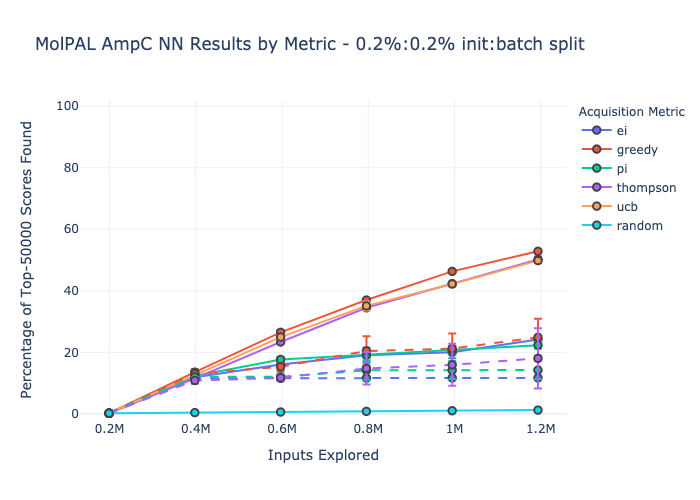 MolPAL AmpC NN Results by Metric - 0.2%:0.2% init:batch split
Percentage of Top-50000 Scores Found
100
80
60
40
20
0
0.2M
0.4M
0.6M
0.8M
1M
1.2M
Inputs Explored
Acquisition Metric
ei
greedy
pi
thompson
ucb
random